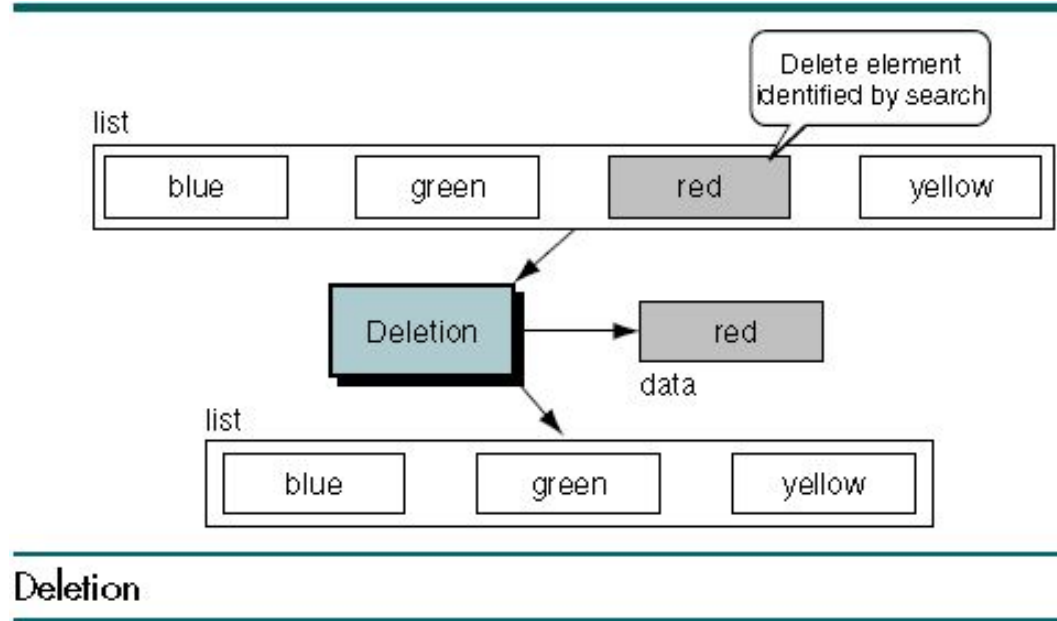 Delete element
identified by search
list
blue green red yellow
Deletion red
data
list
blue green yellow
Deletion